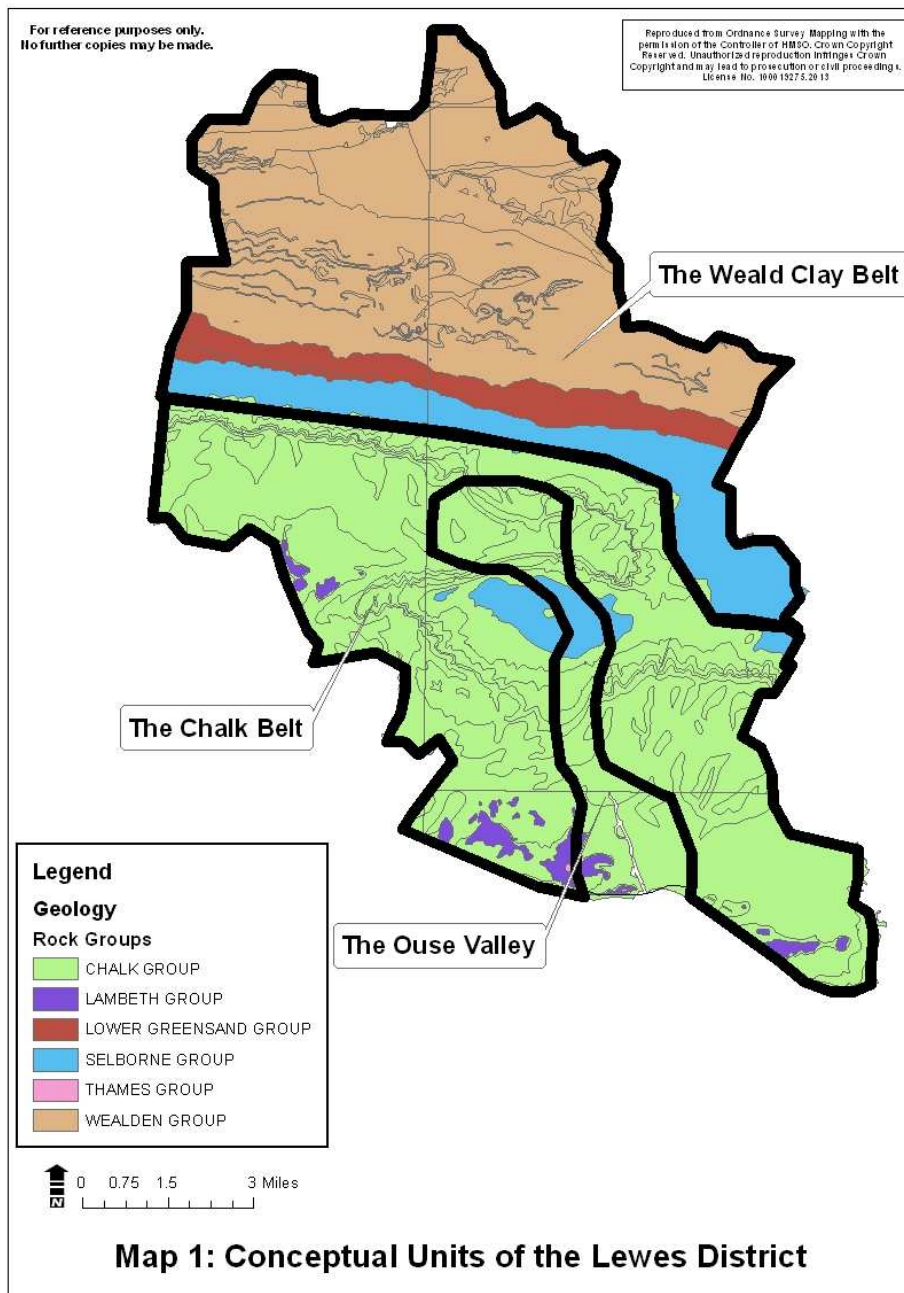 For reference purposes only.
No further copies may be made.
Reproduced from Ordnance Survey Mapping with the
permission of the Controller of HMSO. Crown Copyright
Reserved. Unauthorized reproduction infringes Crown
Copyright and may lead to prosecution or civil proceedings.
License No. 100019275.2013
The Weald Clay Belt
The Chalk Belt
The Ouse Valley
Legend
Geology
Rock Groups
CHALK GROUP
LAMBETH GROUP
LOWER GREENSAND GROUP
SELBORNE GROUP
THAMES GROUP
WEALDEN GROUP
N
0 0.75 1.5 3 Miles
Map 1: Conceptual Units of the Lewes District